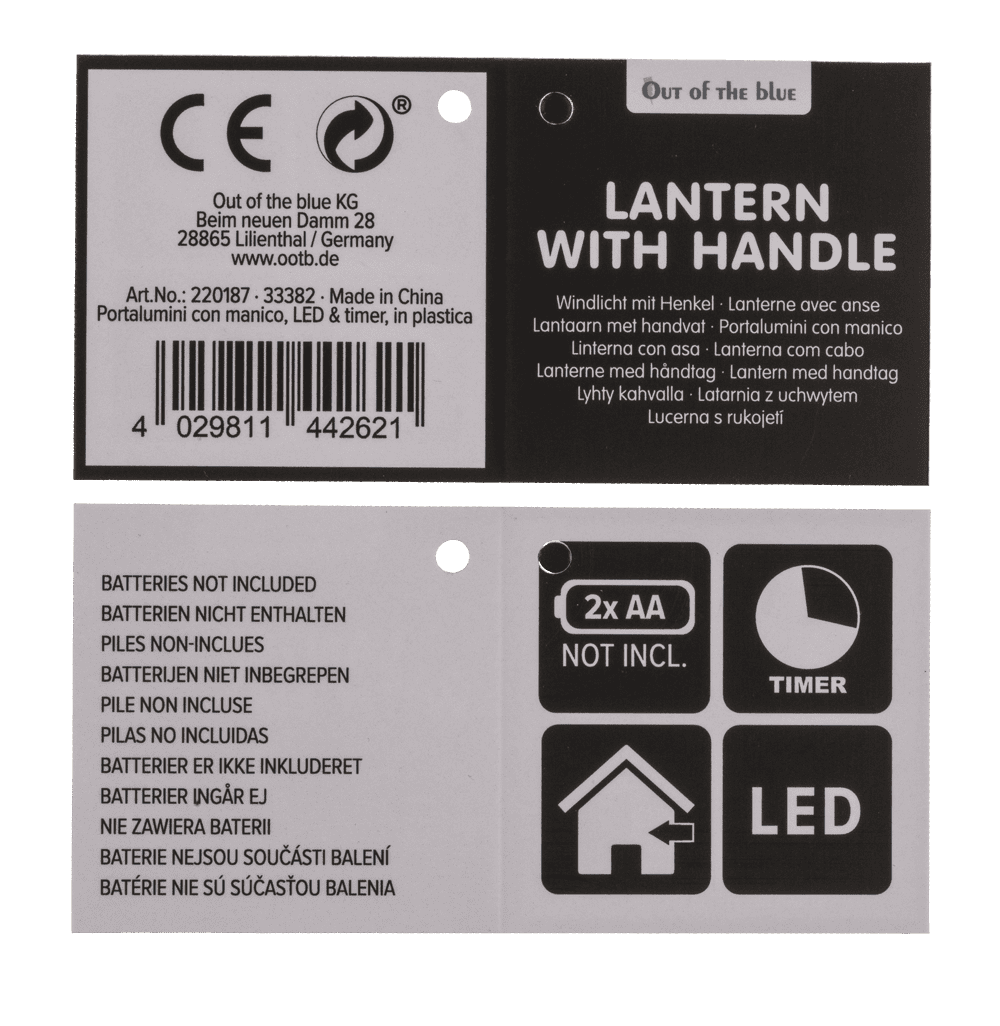 CE ®
Out of the blue KG
Beim neuen Damm 28
28865 Lilienthal / Germany
www.ootb.de
Art.No.: 220187 · 33382 · Made in China
Portalumini con manico, LED & timer, in plastica
4 029811 442621
Out of the blue
LANTERN
WITH HANDLE
Windlicht mit Henkel · Lanterne avec anse
Lantaarn met handvat · Portalumini con manico
Linterna con asa · Lanterna com cabo
Lanterne med håndtag · Lantern med handtag
Lyhty kahvalla · Latarnia z uchwytem
Lucerna s rukojetí
BATTERIES NOT INCLUDED
BATTERIEN NICHT ENTHALTEN
PILES NON-INCLUES
BATTERIJEN NIET INBEGREPEN
PILE NON INCLUSE
PILAS NO INCLUIDAS
BATTERIER ER IKKE INKLUDERET
BATTERIER INGÅR EJ
NIE ZAWIERA BATERII
BATERIE NEJSOU SOUČÁSTI BALENÍ
BATÉRIE NIE SÚ SÚČASŤOU BALENIA
2x AA
NOT INCL.
TIMER
LED